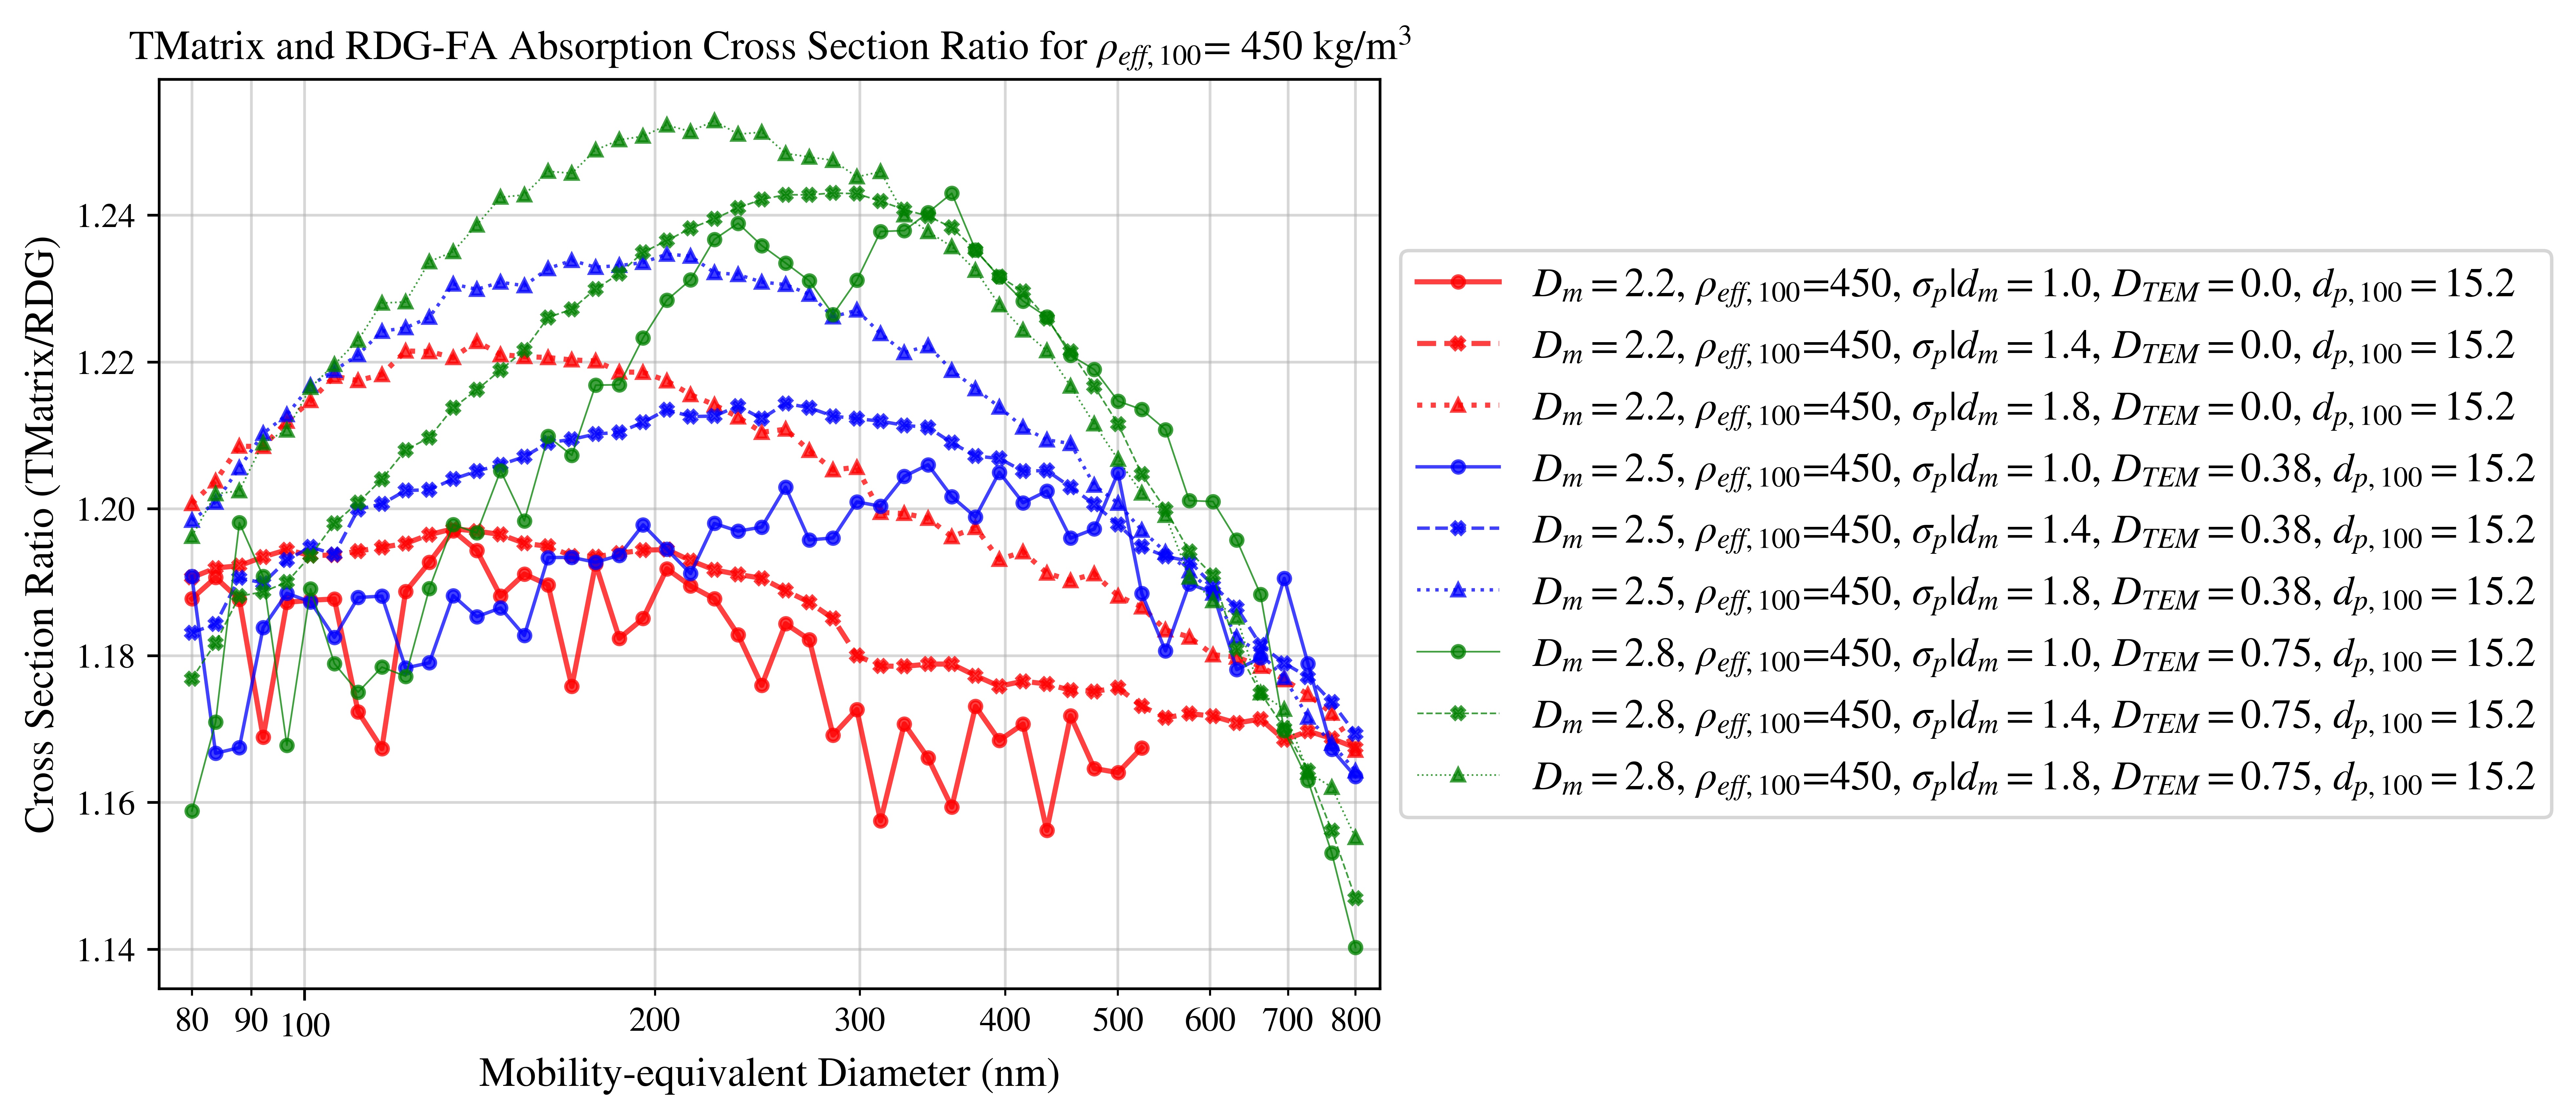 TMatrix and RDG-FA Absorption Cross Section Ratio for ρeff,100= 450 kg/m³
Cross Section Ratio (TMatrix/RDG)
1.24
1.22
1.20
1.18
1.16
1.14
80 90 100 200 300 400 500 600 700 800
Mobility-equivalent Diameter (nm)
Dm = 2.2, ρeff,100=450, σp|dm = 1.0, DTEM = 0.0, dp,100 = 15.2
Dm = 2.2, ρeff,100=450, σp|dm = 1.4, DTEM = 0.0, dp,100 = 15.2
Dm = 2.2, ρeff,100=450, σp|dm = 1.8, DTEM = 0.0, dp,100 = 15.2
Dm = 2.5, ρeff,100=450, σp|dm = 1.0, DTEM = 0.38, dp,100 = 15.2
Dm = 2.5, ρeff,100=450, σp|dm = 1.4, DTEM = 0.38, dp,100 = 15.2
Dm = 2.5, ρeff,100=450, σp|dm = 1.8, DTEM = 0.38, dp,100 = 15.2
Dm = 2.8, ρeff,100=450, σp|dm = 1.0, DTEM = 0.75, dp,100 = 15.2
Dm = 2.8, ρeff,100=450, σp|dm = 1.4, DTEM = 0.75, dp,100 = 15.2
Dm = 2.8, ρeff,100=450, σp|dm = 1.8, DTEM = 0.75, dp,100 = 15.2